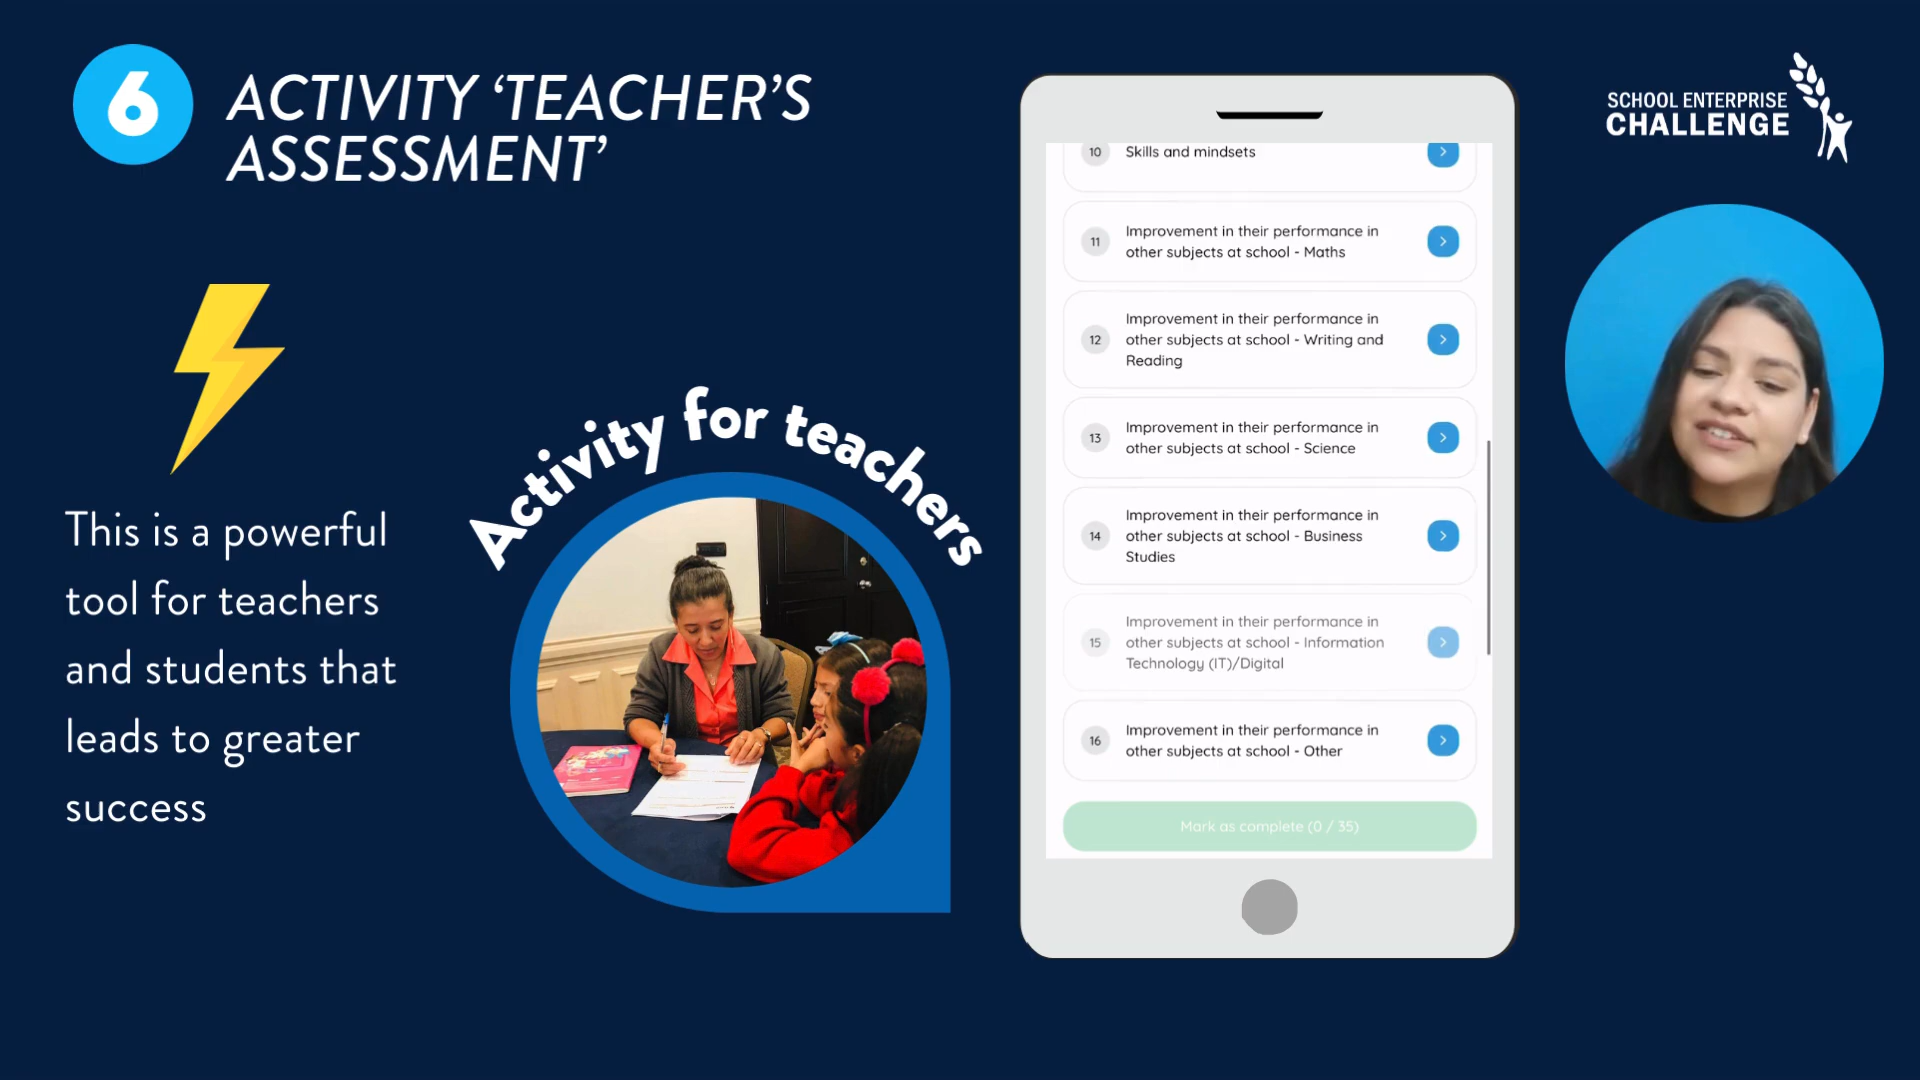 6
ACTIVITY ‘TEACHER’S
ASSESSMENT’
This is a powerful
tool for teachers
and students that
leads to greater
success
Activity for teachers
10 Skills and mindsets
11 Improvement in their performance in
other subjects at school - Maths
12 Improvement in their performance in
other subjects at school - Writing and
Reading
13 Improvement in their performance in
other subjects at school - Science
14 Improvement in their performance in
other subjects at school - Business
Studies
15 Improvement in their performance in
other subjects at school - Information
Technology (IT)/Digital
16 Improvement in their performance in
other subjects at school - Other
Mark as complete (0 / 35)
SCHOOL ENTERPRISE
CHALLENGE